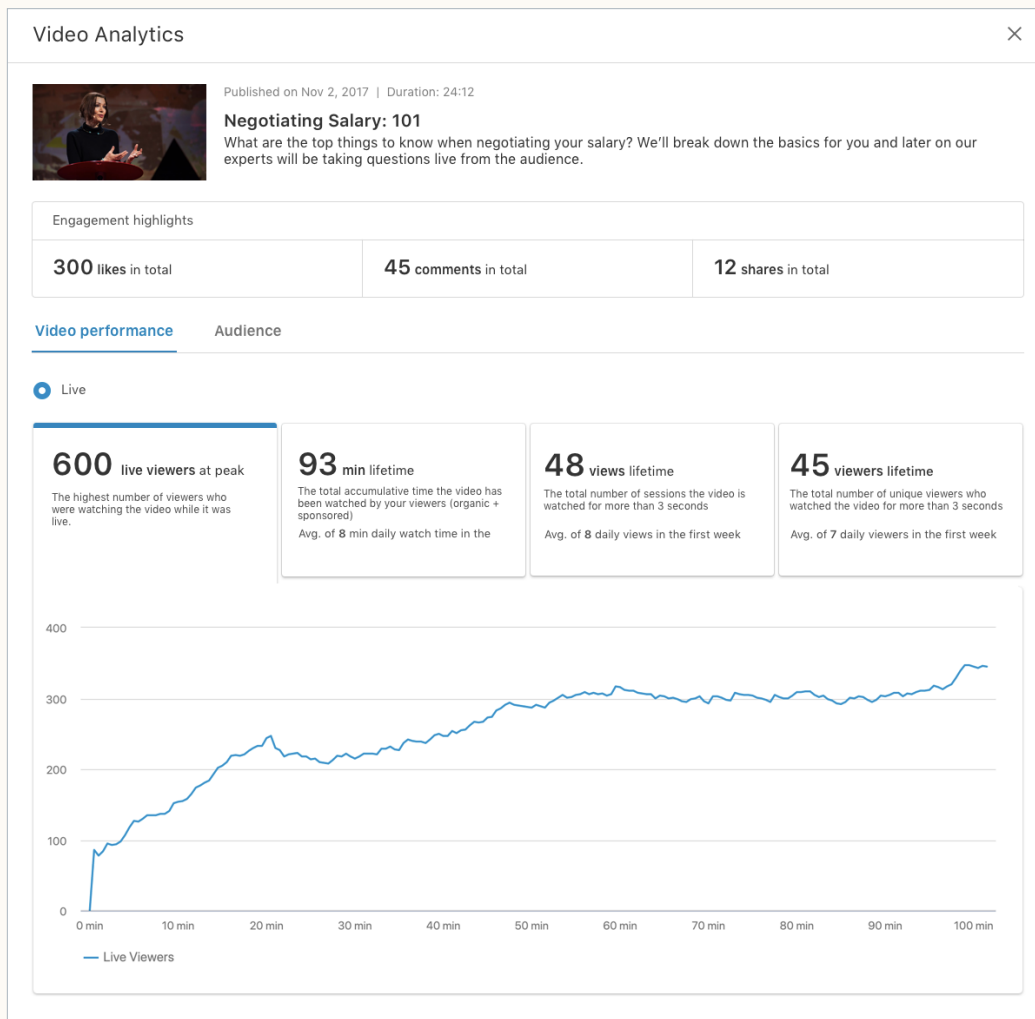 Video Analytics
Published on Nov 2, 2017 | Duration: 24:12
Negotiating Salary: 101
What are the top things to know when negotiating your salary? We’ll break down the basics for you and later on our
experts will be taking questions live from the audience.
Engagement highlights
300 likes in total
45 comments in total
12 shares in total
Video performance
Audience
Live
600 live viewers at peak
The highest number of viewers who
were watching the video while it was
live.
93 min lifetime
The total accumulative time the video has
been watched by your viewers (organic +
sponsored)
Avg. of 8 min daily watch time in the
48 views lifetime
The total number of sessions the video is
watched for more than 3 seconds
Avg. of 8 daily views in the first week
45 viewers lifetime
The total number of unique viewers who
watched the video for more than 3 seconds
Avg. of 7 daily viewers in the first week
400
300
200
100
0
0 min 10 min 20 min 30 min 40 min 50 min 60 min 70 min 80 min 90 min 100 min
Live Viewers